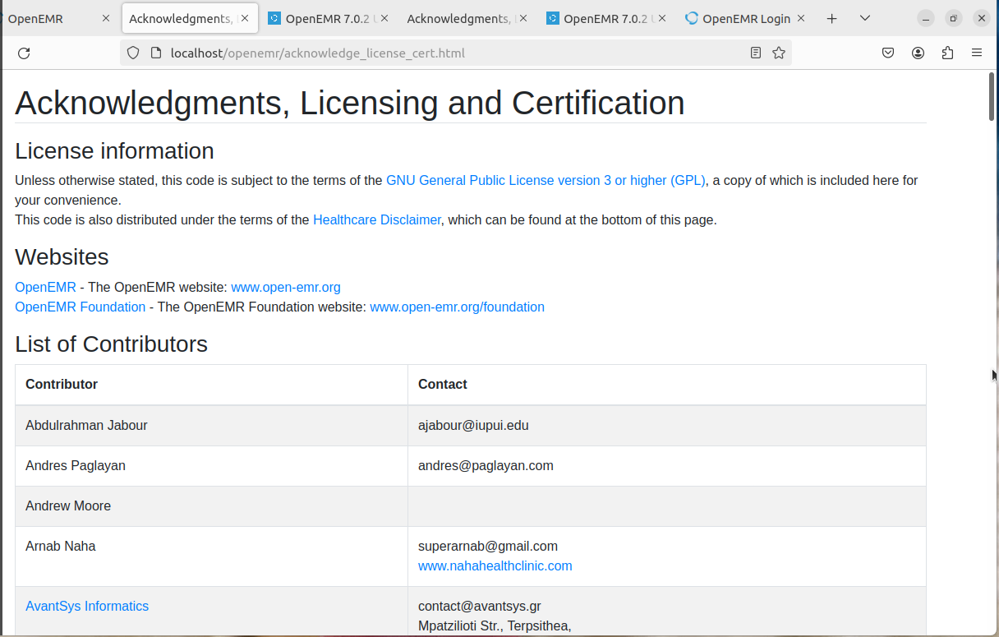 OpenEMR
Acknowledgments,
OpenEMR 7.0.2
Acknowledgments,
OpenEMR 7.0.2
OpenEMR Login
localhost/openemr/acknowledge_license_cert.html
Acknowledgments, Licensing and Certification
License information
Unless otherwise stated, this code is subject to the terms of the GNU General Public License version 3 or higher (GPL), a copy of which is included here for
your convenience.
This code is also distributed under the terms of the Healthcare Disclaimer, which can be found at the bottom of this page.
Websites
OpenEMR - The OpenEMR website: www.open-emr.org
OpenEMR Foundation - The OpenEMR Foundation website: www.open-emr.org/foundation
List of Contributors
Contributor Contact
Abdulrahman Jabour ajabour@iupui.edu
Andres Paglayan andres@paglayan.com
Andrew Moore
Arnab Naha superarnab@gmail.com
www.nahahealthclinic.com
AvantSys Informatics contact@avantsys.gr
Mpatzilioti Str., Terpsithea,